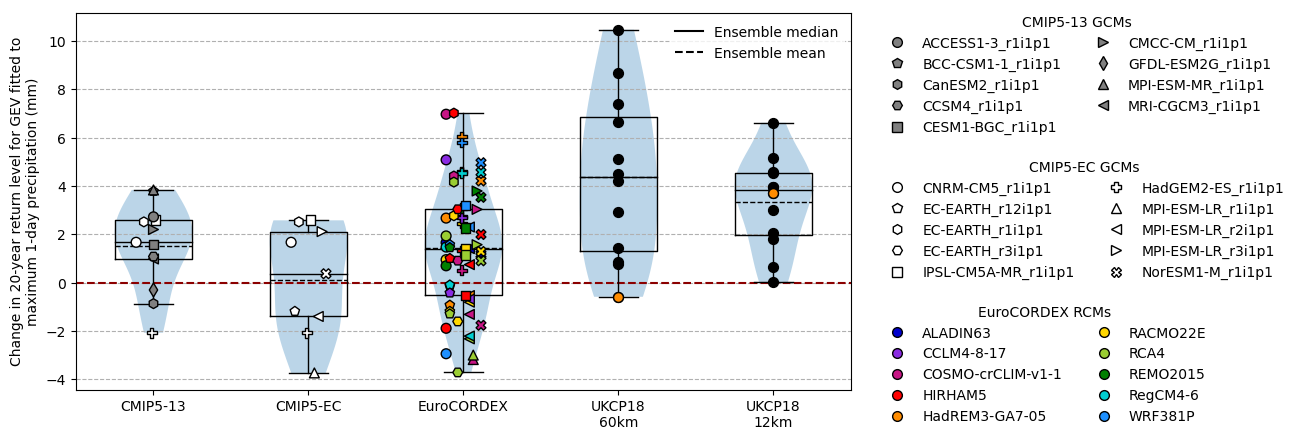 Change in 20-year return level for GEV fitted to
maximum 1-day precipitation (mm)
10
8
6
4
2
0
−2
−4
CMIP5-13
CMIP5-EC
EuroCORDEX
UKCP18
60km
UKCP18
12km
Ensemble median
Ensemble mean
CMIP5-13 GCMs
ACCESS1-3_r1i1p1
BCC-CSM1-1_r1i1p1
CanESM2_r1i1p1
CCSM4_r1i1p1
CESM1-BGC_r1i1p1
CMCC-CM_r1i1p1
GFDL-ESM2G_r1i1p1
MPI-ESM-MR_r1i1p1
MRI-CGCM3_r1i1p1
CMIP5-EC GCMs
CNRM-CM5_r1i1p1
EC-EARTH_r12i1p1
EC-EARTH_r1i1p1
EC-EARTH_r3i1p1
IPSL-CM5A-MR_r1i1p1
HadGEM2-ES_r1i1p1
MPI-ESM-LR_r1i1p1
MPI-ESM-LR_r2i1p1
MPI-ESM-LR_r3i1p1
NorESM1-M_r1i1p1
EuroCORDEX RCMs
ALADIN63
CCLM4-8-17
COSMO-crCLIM-v1-1
HIRHAM5
HadREM3-GA7-05
RACMO22E
RCA4
REMO2015
RegCM4-6
WRF381P